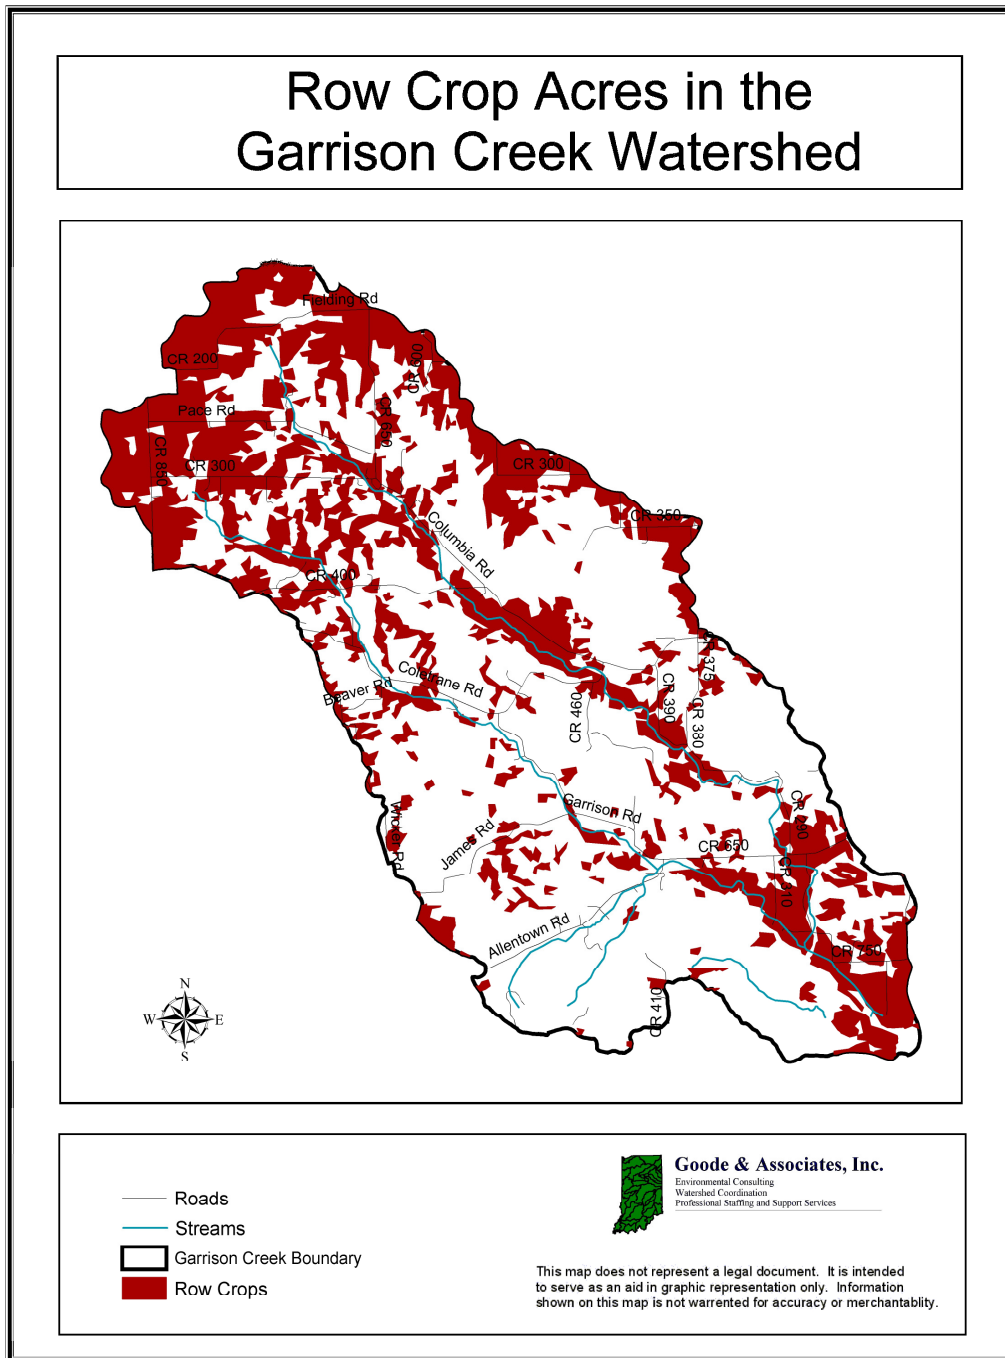 Row Crop Acres in the
Garrison Creek Watershed
Fielding Rd
CR 600
CR 200
Pace Rd
CR 650
CR 850
CR 300
CR 300
CR 350
Columbia Rd
CR 400
CR 375
Coletrane Rd
Beaver Rd
CR 390
CR 460
CR 380
Garrison Rd
CR 290
Wicker Rd
James Rd
CR 650
CR 310
Allentown Rd
CR 750
CR 410
N
W
E
S
Roads
Streams
Garrison Creek Boundary
Row Crops
Goode & Associates, Inc.
Environmental Consulting
Watershed Coordination
Professional Staffing and Support Services
This map does not represent a legal document. It is intended
to serve as an aid in graphic representation only. Information
shown on this map is not warrented for accuracy or merchantablity.